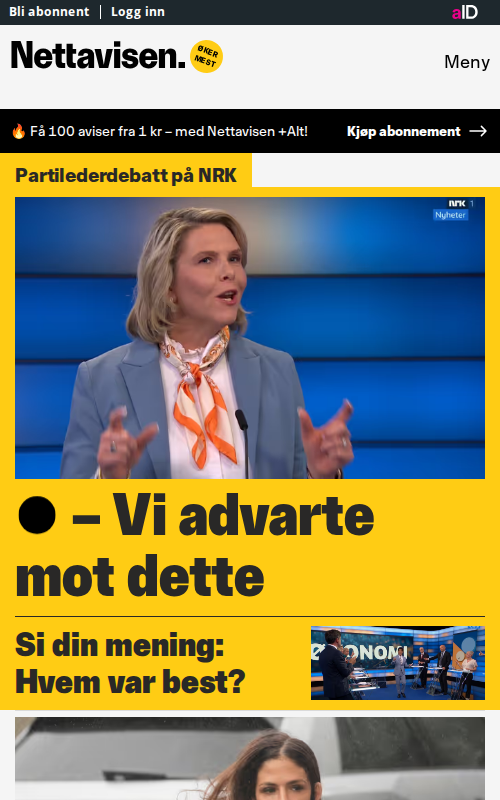 Bli abonnent | Logg inn
aID
Nettavisen.
ØKER
MEST
Meny
🔥 Få 100 aviser fra 1 kr – med Nettavisen +Alt!
Kjøp abonnement →
Partilederdebatt på NRK
NRK 1
Nyheter
● – Vi advarte
mot dette
Si din mening:
Hvem var best?